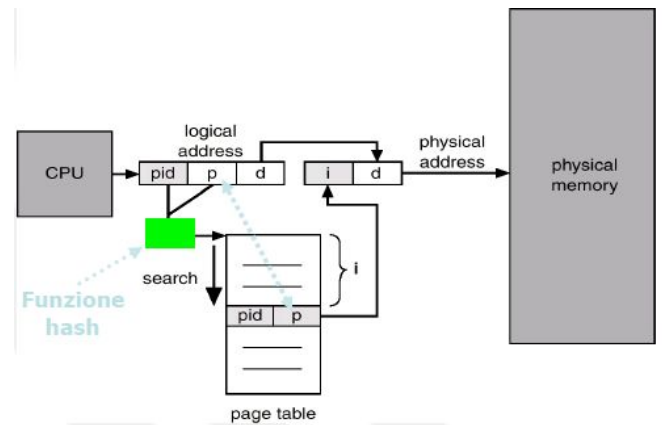 logical
address
CPU
pid p d
i d
physical
address
physical
memory
search
i
Funzione
hash
pid p
page table